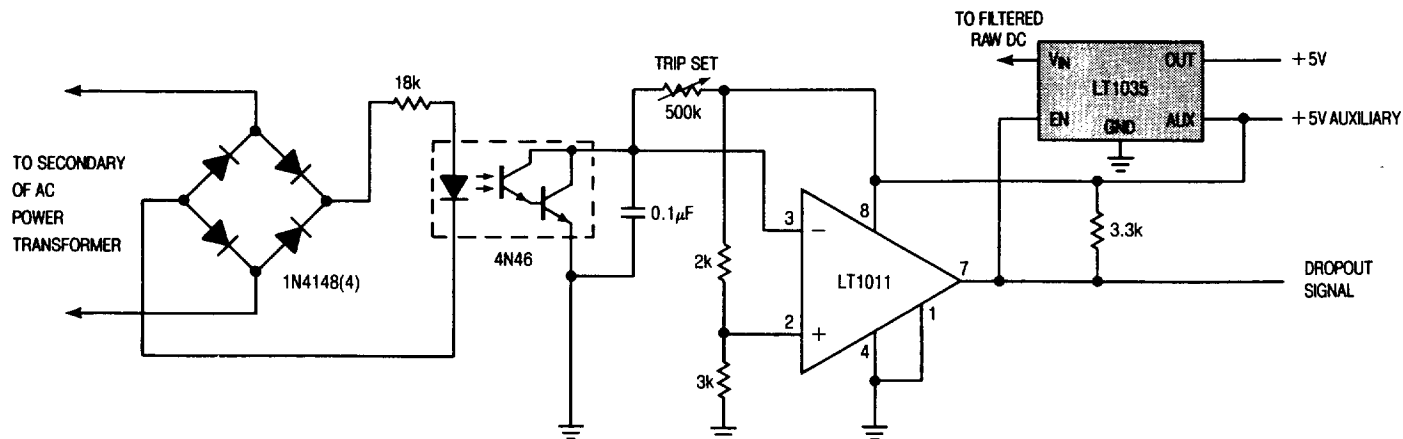 TO SECONDARY
OF AC
POWER
TRANSFORMER
1N4148(4)
18k
4N46
0.1µF
TRIP SET
500k
2k
3k
3
2
8
−
+
LT1011
4
1
7
TO FILTERED
RAW DC
VIN
OUT
LT1035
EN
GND
AUX
+5V
+5V AUXILIARY
3.3k
DROPOUT
SIGNAL